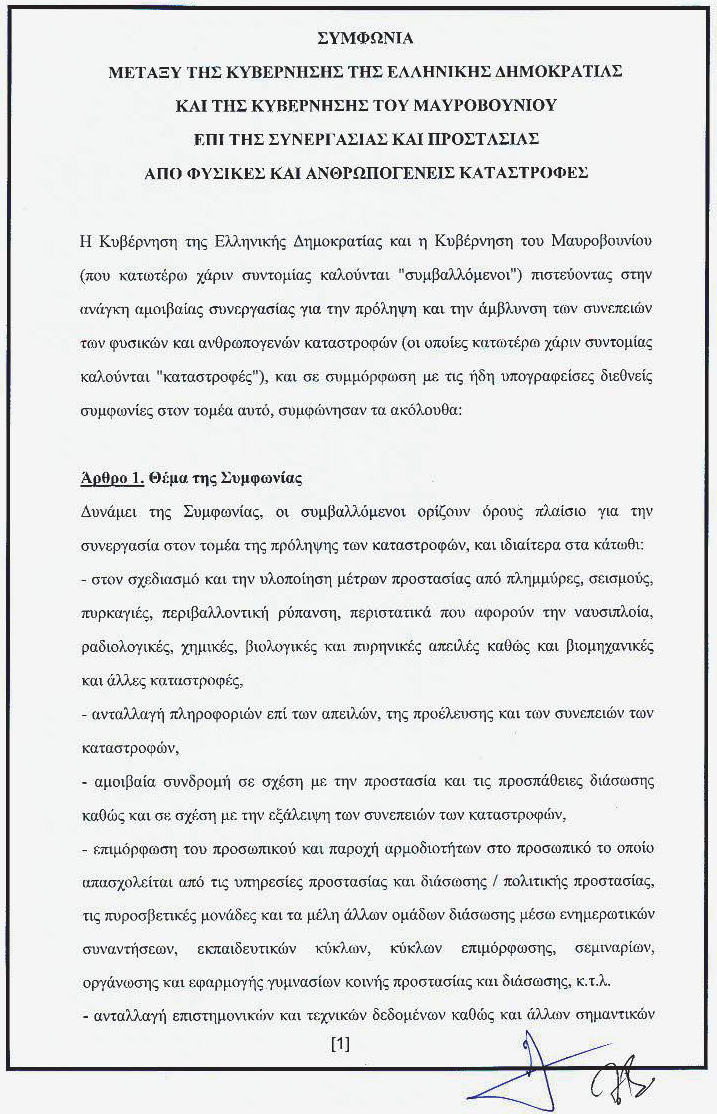 ΣΥΜΦΩΝΙΑ
ΜΕΤΑΞΥ ΤΗΣ ΚΥΒΕΡΝΗΣΗΣ ΤΗΣ ΕΛΛΗΝΙΚΗΣ ΔΗΜΟΚΡΑΤΙΑΣ
ΚΑΙ ΤΗΣ ΚΥΒΕΡΝΗΣΗΣ ΤΟΥ ΜΑΥΡΟΒΟΥΝΙΟΥ
ΕΠΙ ΤΗΣ ΣΥΝΕΡΓΑΣΙΑΣ ΚΑΙ ΠΡΟΣΤΑΣΙΑΣ
ΑΠΟ ΦΥΣΙΚΕΣ ΚΑΙ ΑΝΘΡΩΠΟΓΕΝΕΙΣ ΚΑΤΑΣΤΡΟΦΕΣ
Η Κυβέρνηση της Ελληνικής Δημοκρατίας και η Κυβέρνηση του Μαυροβουνίου
(που κατωτέρω χάριν συντομίας καλούνται "συμβαλλόμενοι") πιστεύοντας στην
ανάγκη αμοιβαίας συνεργασίας για την πρόληψη και την άμβλυνση των συνεπειών
των φυσικών και ανθρωπογενών καταστροφών (οι οποίες κατωτέρω χάριν συντομίας
καλούνται "καταστροφές"), και σε συμμόρφωση με τις ήδη υπογραφείσες διεθνείς
συμφωνίες στον τομέα αυτό, συμφώνησαν τα ακόλουθα:
Άρθρο 1. Θέμα της Συμφωνίας
Δυνάμει της Συμφωνίας, οι συμβαλλόμενοι ορίζουν όρους πλαίσιο για την
συνεργασία στον τομέα της πρόληψης των καταστροφών, και ιδιαίτερα στα κάτωθι:
- στον σχεδιασμό και την υλοποίηση μέτρων προστασίας από πλημμύρες, σεισμούς,
πυρκαγιές, περιβαλλοντική ρύπανση, περιστατικά που αφορούν την ναυσιπλοία,
ραδιολογικές, χημικές, βιολογικές και πυρηνικές απειλές καθώς και βιομηχανικές
και άλλες καταστροφές,
- ανταλλαγή πληροφοριών επί των απειλών, της προέλευσης και των συνεπειών των
καταστροφών,
- αμοιβαία συνδρομή σε σχέση με την προστασία και τις προσπάθειες διάσωσης
καθώς και σε σχέση με την εξάλειψη των συνεπειών των καταστροφών,
- επιμόρφωση του προσωπικού και παροχή αρμοδιοτήτων στο προσωπικό το οποίο
απασχολείται από τις υπηρεσίες προστασίας και διάσωσης / πολιτικής προστασίας,
τις πυροσβετικές μονάδες και τα μέλη άλλων ομάδων διάσωσης μέσω ενημερωτικών
συναντήσεων, εκπαιδευτικών κύκλων, κύκλων επιμόρφωσης, σεμιναρίων,
οργάνωσης και εφαρμογής γυμνασίων κοινής προστασίας και διάσωσης, κ.τ.λ.
- ανταλλαγή επιστημονικών και τεχνικών δεδομένων καθώς και άλλων σημαντικών
[1]